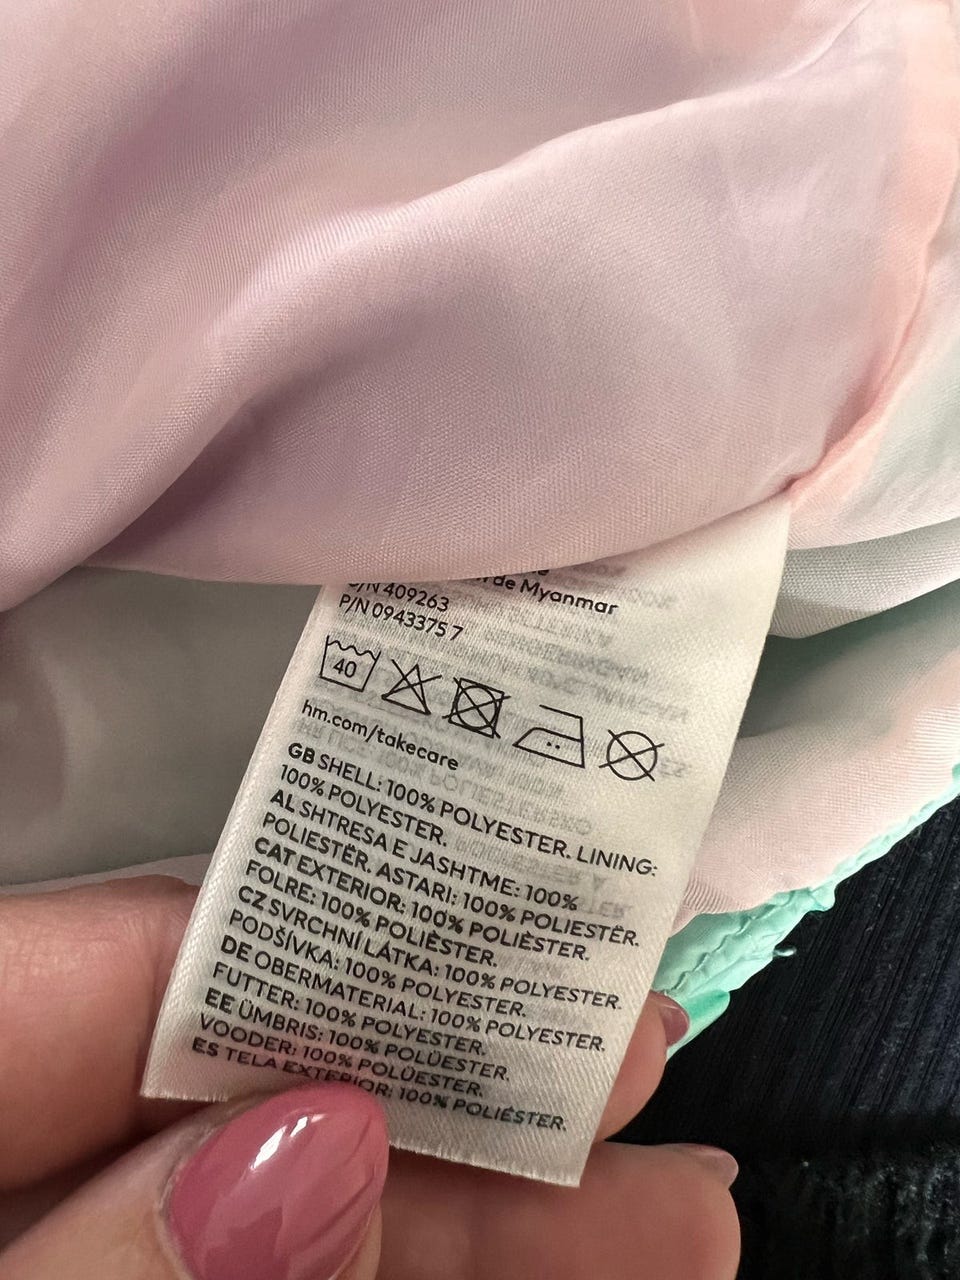 de Myanmar
O/N 409263
P/N 0943375 7
40
hm.com/takecare
GB SHELL: 100% POLYESTER. LINING:
100% POLYESTER.
AL SHTRESA E JASHTME: 100%
POLIESTËR. ASTARI: 100% POLIESTËR.
CAT EXTERIOR: 100% POLIÈSTER.
FOLRE: 100% POLIÈSTER.
CZ SVRCHNÍ LÁTKA: 100% POLYESTER.
PODŠÍVKA: 100% POLYESTER.
DE OBERMATERIAL: 100% POLYESTER.
FUTTER: 100% POLYESTER.
EE ÜMBRIS: 100% POLÜESTER.
VOODER: 100% POLÜESTER.
ES TELA EXTERIOR: 100% POLIÉSTER.